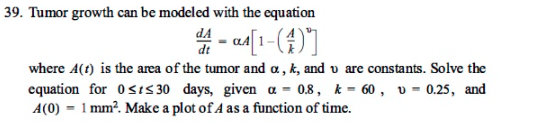 39. Tumor growth can be modeled with the equation
dA/dt = αA[1-(A/k)^υ]
where A(t) is the area of the tumor and α, k, and υ are constants. Solve the
equation for 0≤t≤30 days, given α = 0.8, k = 60, υ = 0.25, and
A(0) = 1 mm². Make a plot of A as a function of time.